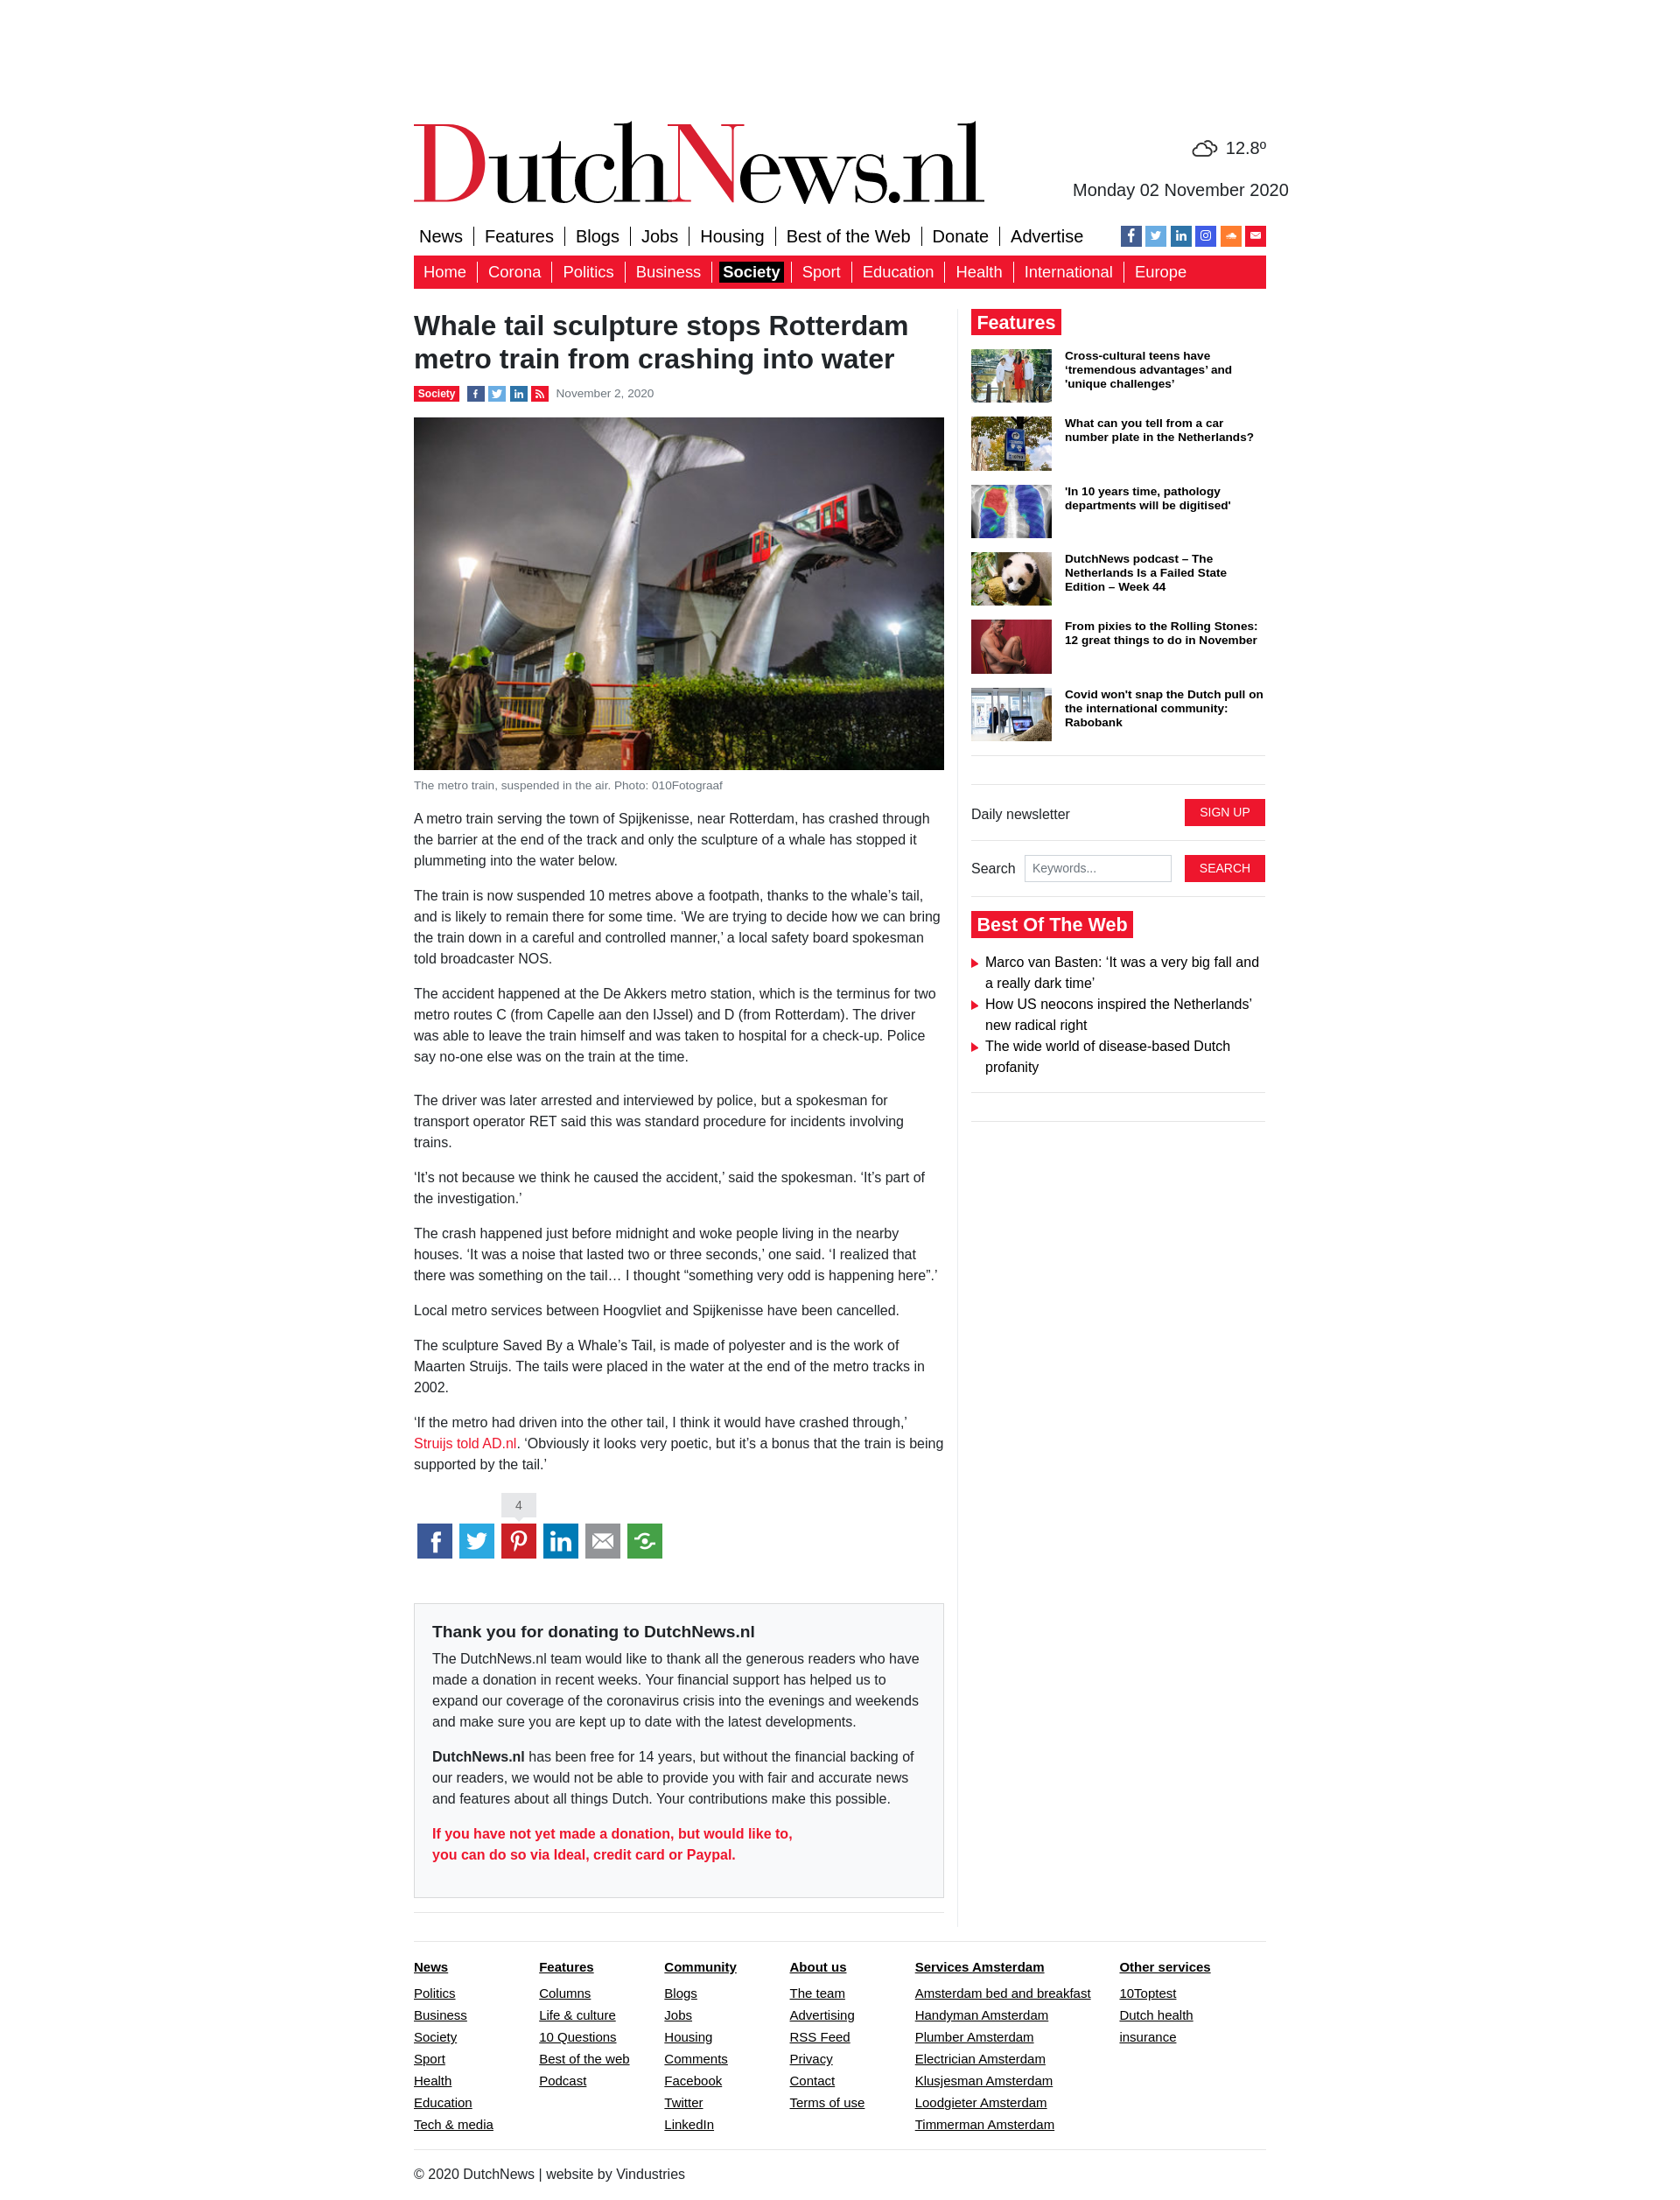 DutchNews.nl
12.8º
Monday 02 November 2020
News
Features
Blogs
Jobs
Housing
Best of the Web
Donate
Advertise
Home
Corona
Politics
Business
Society
Sport
Education
Health
International
Europe
Whale tail sculpture stops Rotterdam
metro train from crashing into water
Society
November 2, 2020
The metro train, suspended in the air. Photo: 010Fotograaf
A metro train serving the town of Spijkenisse, near Rotterdam, has crashed through
the barrier at the end of the track and only the sculpture of a whale has stopped it
plummeting into the water below.
The train is now suspended 10 metres above a footpath, thanks to the whale’s tail,
and is likely to remain there for some time. ‘We are trying to decide how we can bring
the train down in a careful and controlled manner,’ a local safety board spokesman
told broadcaster NOS.
The accident happened at the De Akkers metro station, which is the terminus for two
metro routes C (from Capelle aan den IJssel) and D (from Rotterdam). The driver
was able to leave the train himself and was taken to hospital for a check-up. Police
say no-one else was on the train at the time.
The driver was later arrested and interviewed by police, but a spokesman for
transport operator RET said this was standard procedure for incidents involving
trains.
‘It’s not because we think he caused the accident,’ said the spokesman. ‘It’s part of
the investigation.’
The crash happened just before midnight and woke people living in the nearby
houses. ‘It was a noise that lasted two or three seconds,’ one said. ‘I realized that
there was something on the tail… I thought “something very odd is happening here”.’
Local metro services between Hoogvliet and Spijkenisse have been cancelled.
The sculpture Saved By a Whale’s Tail, is made of polyester and is the work of
Maarten Struijs. The tails were placed in the water at the end of the metro tracks in
2002.
‘If the metro had driven into the other tail, I think it would have crashed through,’
Struijs told AD.nl. ‘Obviously it looks very poetic, but it’s a bonus that the train is being
supported by the tail.’
4
Thank you for donating to DutchNews.nl
The DutchNews.nl team would like to thank all the generous readers who have
made a donation in recent weeks. Your financial support has helped us to
expand our coverage of the coronavirus crisis into the evenings and weekends
and make sure you are kept up to date with the latest developments.
DutchNews.nl has been free for 14 years, but without the financial backing of
our readers, we would not be able to provide you with fair and accurate news
and features about all things Dutch. Your contributions make this possible.
If you have not yet made a donation, but would like to,
you can do so via Ideal, credit card or Paypal.
Features
Cross-cultural teens have
‘tremendous advantages’ and
'unique challenges’
What can you tell from a car
number plate in the Netherlands?
'In 10 years time, pathology
departments will be digitised'
DutchNews podcast – The
Netherlands Is a Failed State
Edition – Week 44
From pixies to the Rolling Stones:
12 great things to do in November
Covid won't snap the Dutch pull on
the international community:
Rabobank
Daily newsletter
SIGN UP
Search
Keywords...
SEARCH
Best Of The Web
Marco van Basten: ‘It was a very big fall and
a really dark time’
How US neocons inspired the Netherlands’
new radical right
The wide world of disease-based Dutch
profanity
News
Politics
Business
Society
Sport
Health
Education
Tech & media
Features
Columns
Life & culture
10 Questions
Best of the web
Podcast
Community
Blogs
Jobs
Housing
Comments
Facebook
Twitter
LinkedIn
About us
The team
Advertising
RSS Feed
Privacy
Contact
Terms of use
Services Amsterdam
Amsterdam bed and breakfast
Handyman Amsterdam
Plumber Amsterdam
Electrician Amsterdam
Klusjesman Amsterdam
Loodgieter Amsterdam
Timmerman Amsterdam
Other services
10Toptest
Dutch health
insurance
© 2020 DutchNews | website by Vindustries